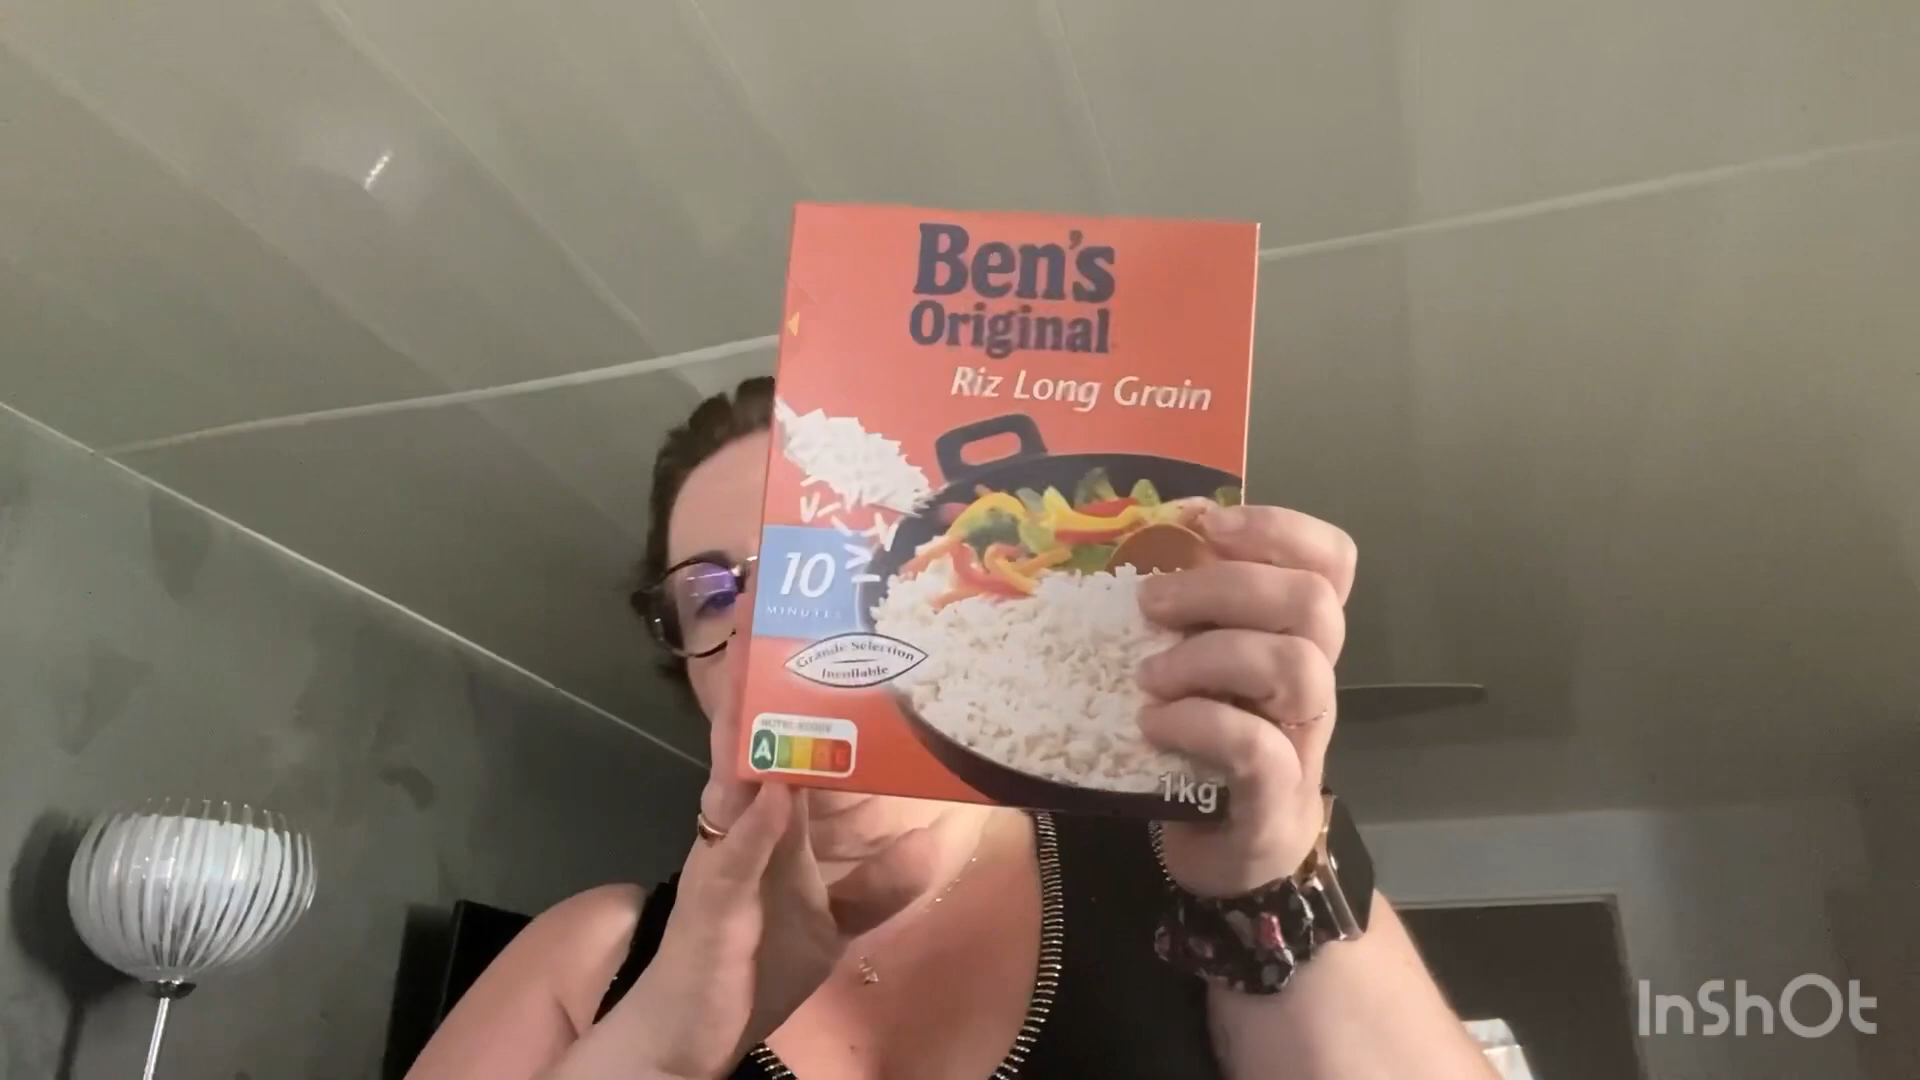 Ben's
Original
Riz Long Grain
10
MINUTES
Grande Sélection
Incollable
NUTRI-SCORE
A
E
1kg
InShOt